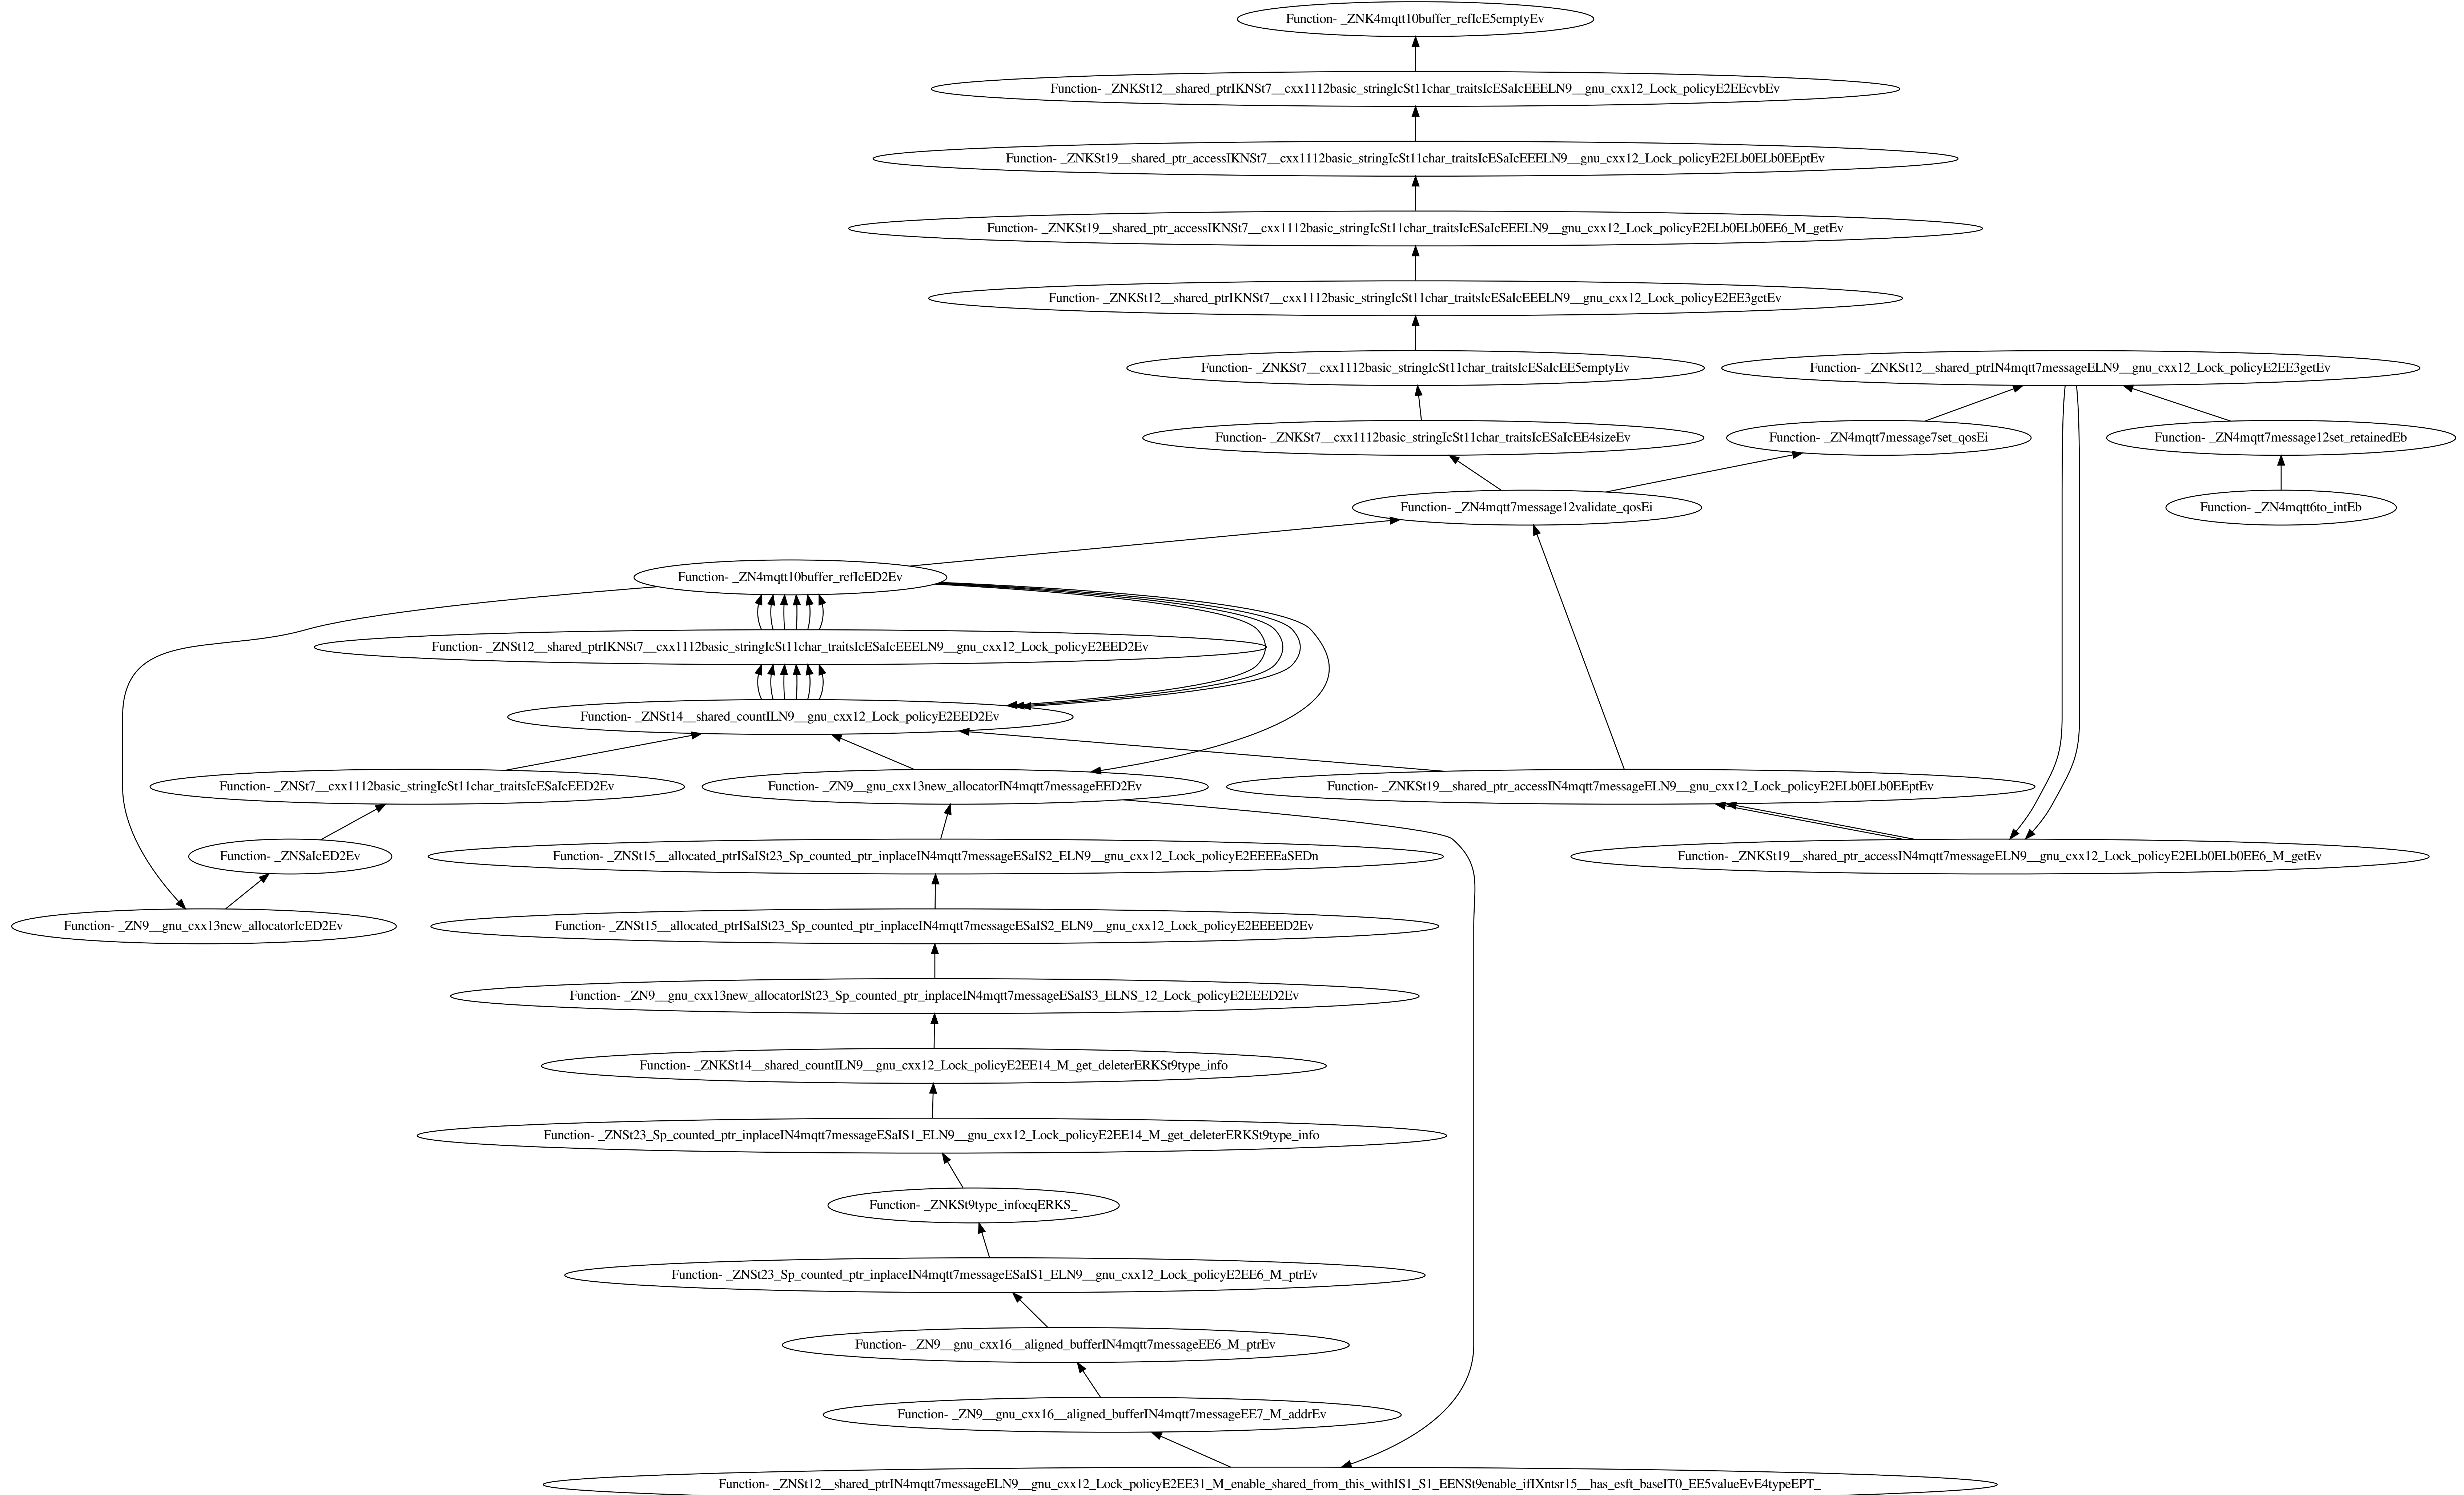 Function- _ZNK4mqtt10buffer_refIcE5emptyEv
Function- _ZNKSt12__shared_ptrIKNSt7__cxx1112basic_stringIcSt11char_traitsIcESaIcEEELN9__gnu_cxx12_Lock_policyE2EEcvbEv
Function- _ZNKSt19__shared_ptr_accessIKNSt7__cxx1112basic_stringIcSt11char_traitsIcESaIcEEELN9__gnu_cxx12_Lock_policyE2ELb0ELb0EEptEv
Function- _ZNKSt19__shared_ptr_accessIKNSt7__cxx1112basic_stringIcSt11char_traitsIcESaIcEEELN9__gnu_cxx12_Lock_policyE2ELb0ELb0EE6_M_getEv
Function- _ZNKSt12__shared_ptrIKNSt7__cxx1112basic_stringIcSt11char_traitsIcESaIcEEELN9__gnu_cxx12_Lock_policyE2EE3getEv
Function- _ZNKSt7__cxx1112basic_stringIcSt11char_traitsIcESaIcEE5emptyEv
Function- _ZNKSt12__shared_ptrIN4mqtt7messageELN9__gnu_cxx12_Lock_policyE2EE3getEv
Function- _ZNKSt7__cxx1112basic_stringIcSt11char_traitsIcESaIcEE4sizeEv
Function- _ZN4mqtt7message7set_qosEi
Function- _ZN4mqtt7message12set_retainedEb
Function- _ZN4mqtt7message12validate_qosEi
Function- _ZN4mqtt6to_intEb
Function- _ZN4mqtt10buffer_refIcED2Ev
Function- _ZNSt12__shared_ptrIKNSt7__cxx1112basic_stringIcSt11char_traitsIcESaIcEEELN9__gnu_cxx12_Lock_policyE2EED2Ev
Function- _ZNSt14__shared_countILN9__gnu_cxx12_Lock_policyE2EED2Ev
Function- _ZNSt7__cxx1112basic_stringIcSt11char_traitsIcESaIcEED2Ev
Function- _ZN9__gnu_cxx13new_allocatorIN4mqtt7messageEED2Ev
Function- _ZNKSt19__shared_ptr_accessIN4mqtt7messageELN9__gnu_cxx12_Lock_policyE2ELb0ELb0EEptEv
Function- _ZNSaIcED2Ev
Function- _ZNSt15__allocated_ptrISaISt23_Sp_counted_ptr_inplaceIN4mqtt7messageESaIS2_ELN9__gnu_cxx12_Lock_policyE2EEEEaSEDn
Function- _ZNKSt19__shared_ptr_accessIN4mqtt7messageELN9__gnu_cxx12_Lock_policyE2ELb0ELb0EE6_M_getEv
Function- _ZN9__gnu_cxx13new_allocatorIcED2Ev
Function- _ZNSt15__allocated_ptrISaISt23_Sp_counted_ptr_inplaceIN4mqtt7messageESaIS2_ELN9__gnu_cxx12_Lock_policyE2EEEED2Ev
Function- _ZN9__gnu_cxx13new_allocatorISt23_Sp_counted_ptr_inplaceIN4mqtt7messageESaIS3_ELNS_12_Lock_policyE2EEED2Ev
Function- _ZNKSt14__shared_countILN9__gnu_cxx12_Lock_policyE2EE14_M_get_deleterERKSt9type_info
Function- _ZNSt23_Sp_counted_ptr_inplaceIN4mqtt7messageESaIS1_ELN9__gnu_cxx12_Lock_policyE2EE14_M_get_deleterERKSt9type_info
Function- _ZNKSt9type_infoeqERKS_
Function- _ZNSt23_Sp_counted_ptr_inplaceIN4mqtt7messageESaIS1_ELN9__gnu_cxx12_Lock_policyE2EE6_M_ptrEv
Function- _ZN9__gnu_cxx16__aligned_bufferIN4mqtt7messageEE6_M_ptrEv
Function- _ZN9__gnu_cxx16__aligned_bufferIN4mqtt7messageEE7_M_addrEv
Function- _ZNSt12__shared_ptrIN4mqtt7messageELN9__gnu_cxx12_Lock_policyE2EE31_M_enable_shared_from_this_withIS1_S1_EENSt9enable_ifIXntsr15__has_esft_baseIT0_EE5valueEvE4typeEPT_